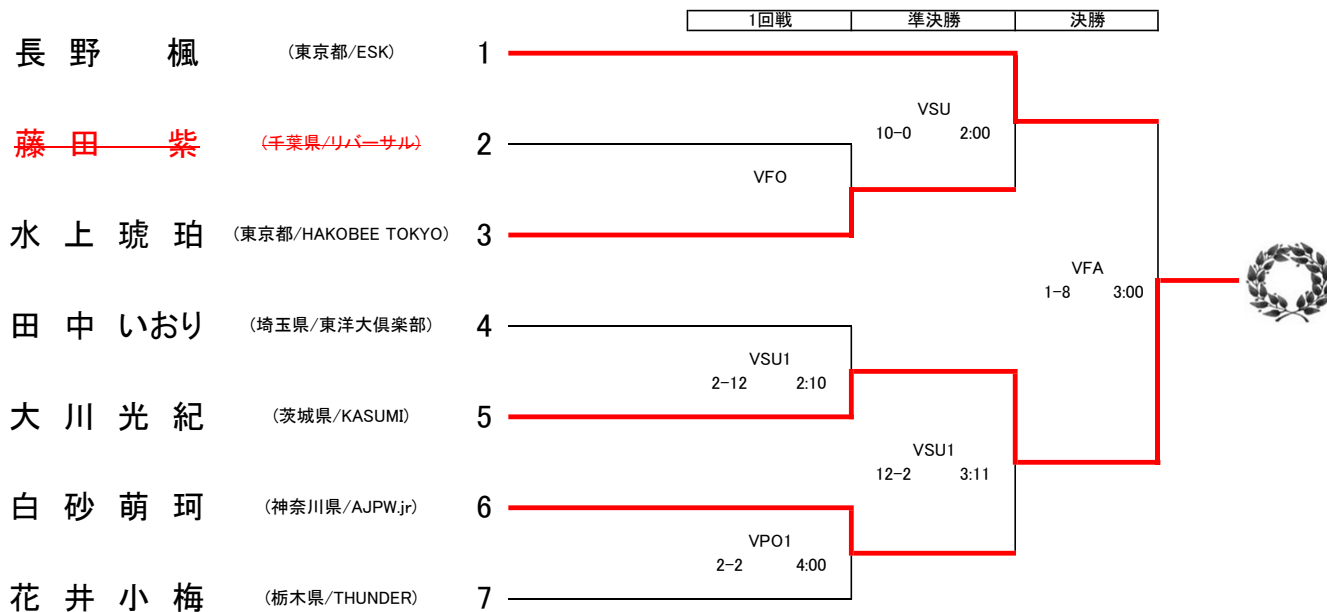 1回戦 準決勝 決勝
長野 楓 (東京都/ESK) 1
VSU
10-0 2:00
藤田 紫 (千葉県/リバーサル) 2
VFO
水上琥珀 (東京都/HAKOBEE TOKYO) 3
VFA
1-8 3:00
田中いおり (埼玉県/東洋大倶楽部) 4
VSU1
2-12 2:10
大川光紀 (茨城県/KASUMI) 5
VSU1
12-2 3:11
白砂萌珂 (神奈川県/AJPW.jr) 6
VPO1
2-2 4:00
花井小梅 (栃木県/THUNDER) 7